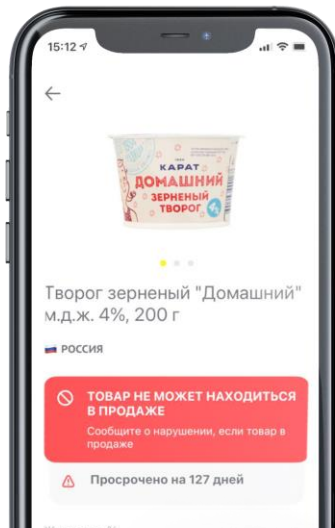 15:12
КАРАТ
ДОМАШНИЙ
ЗЕРНЕНЫЙ
ТВОРОГ
4%
Творог зерненый "Домашний"
м.д.ж. 4%, 200 г
РОССИЯ
ТОВАР НЕ МОЖЕТ НАХОДИТЬСЯ
В ПРОДАЖЕ
Сообщите о нарушении, если товар в
продаже
Просрочено на 127 дней